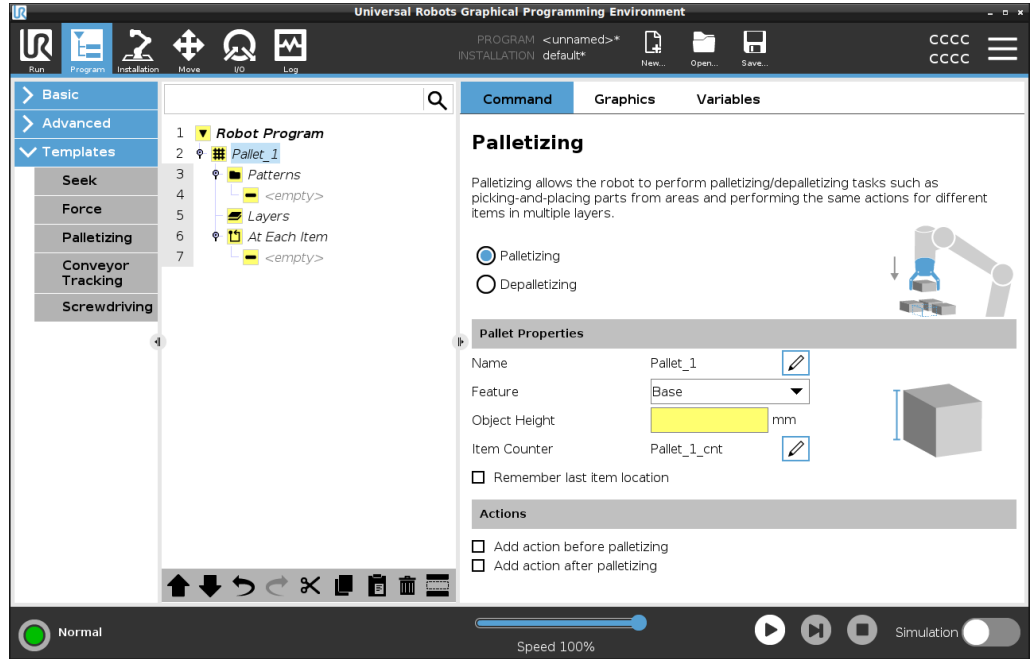 Universal Robots Graphical Programming Environment
Run
Program
Installation
Move
I/O
Log
PROGRAM <unnamed>*
INSTALLATION default*
New...
Open...
Save...
CCCC
CCCC
Basic
Advanced
Templates
Seek
Force
Palletizing
Conveyor
Tracking
Screwdriving
1 Robot Program
2 Pallet_1
3 Patterns
4 <empty>
5 Layers
6 At Each Item
7 <empty>
Command Graphics Variables
Palletizing
Palletizing allows the robot to perform palletizing/depalletizing tasks such as
picking-and-placing parts from areas and performing the same actions for different
items in multiple layers.
Palletizing
Depalletizing
Pallet Properties
Name Pallet_1
Feature Base
Object Height mm
Item Counter Pallet_1_cnt
Remember last item location
Actions
Add action before palletizing
Add action after palletizing
Normal
Speed 100%
Simulation